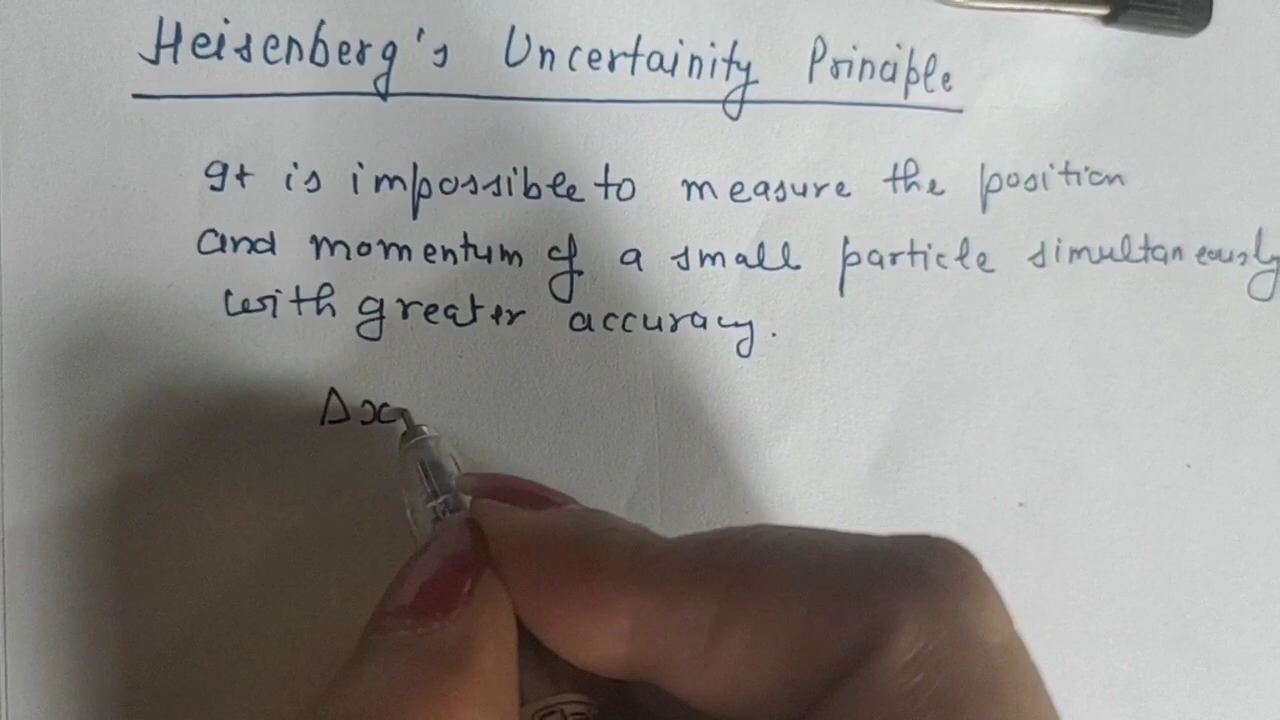 Heisenberg's Uncertainity Principle
It is impossible to measure the position
and momentum of a small particle simultaneously
with greater accuracy.
Δx